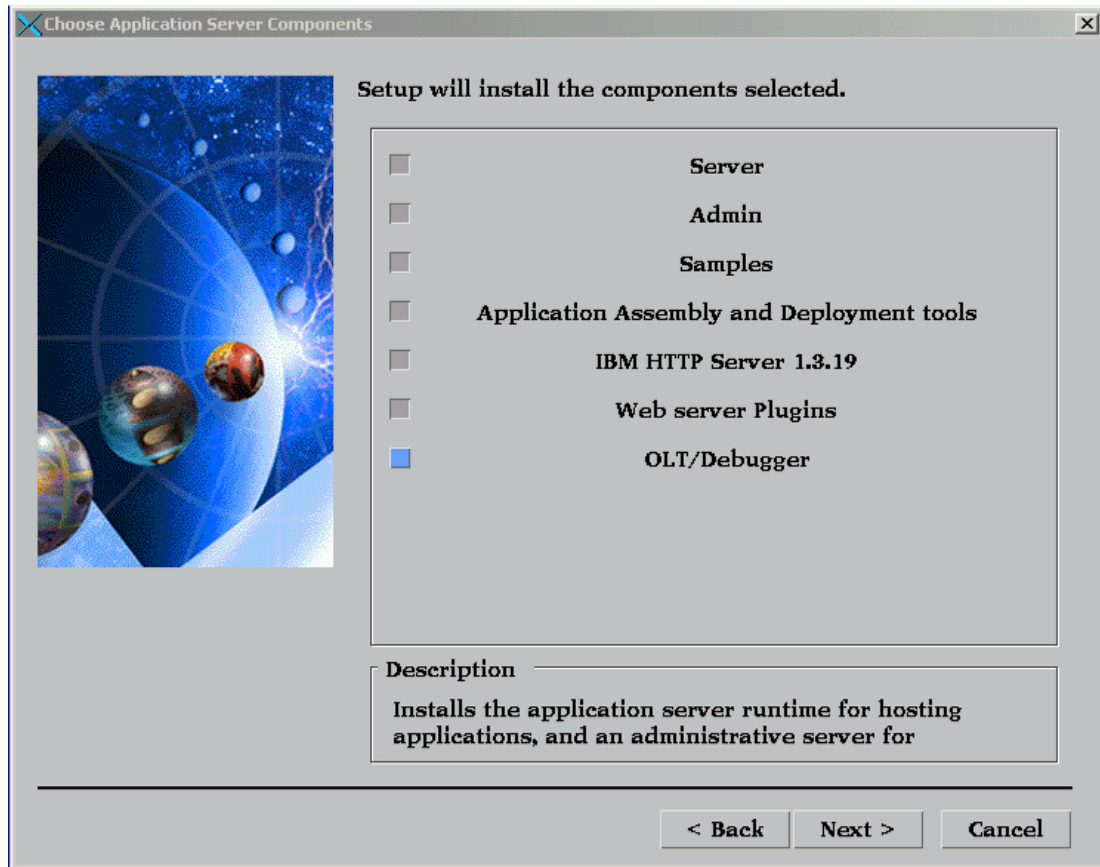 Choose Application Server Components
Setup will install the components selected.
Server
Admin
Samples
Application Assembly and Deployment tools
IBM HTTP Server 1.3.19
Web server Plugins
OLT/Debugger
Description
Installs the application server runtime for hosting
applications, and an administrative server for
< Back
Next >
Cancel